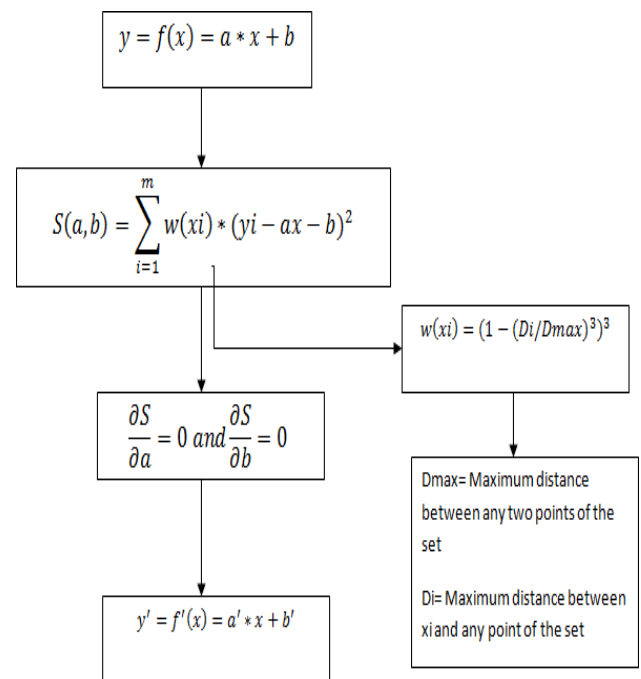 y = f(x) = a * x + b
S(a,b) = \sum_{i=1}^{m} w(xi) * (yi − ax − b)^2
w(xi) = (1 − (Di/Dmax)^3)^3
∂S/∂a = 0 and ∂S/∂b = 0
Dmax= Maximum distance
between any two points of the
set
Di= Maximum distance between
xi and any point of the set
y' = f'(x) = a' * x + b'